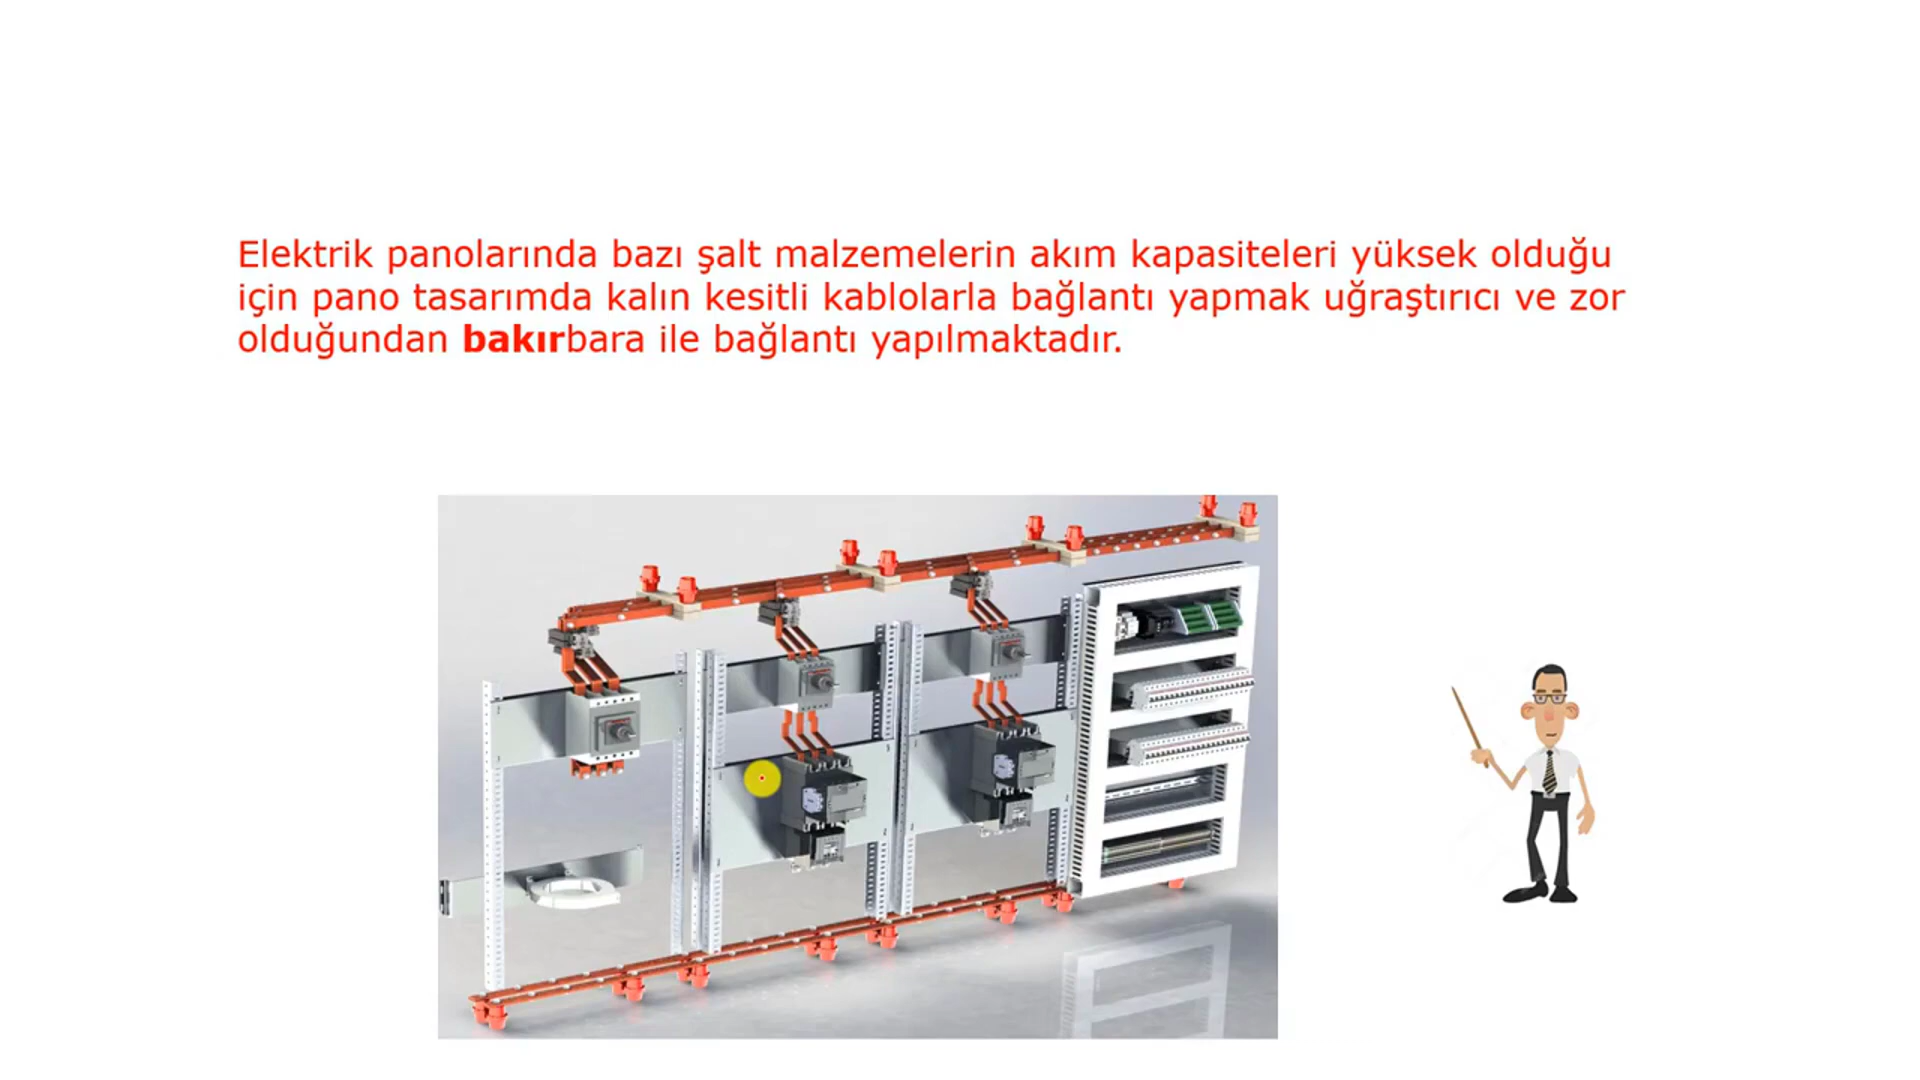 Elektrik panolarında bazı şalt malzemelerin akım kapasiteleri yüksek olduğu
için pano tasarımda kalın kesitli kablolarla bağlantı yapmak uğraştırıcı ve zor
olduğundan bakırbara ile bağlantı yapılmaktadır.